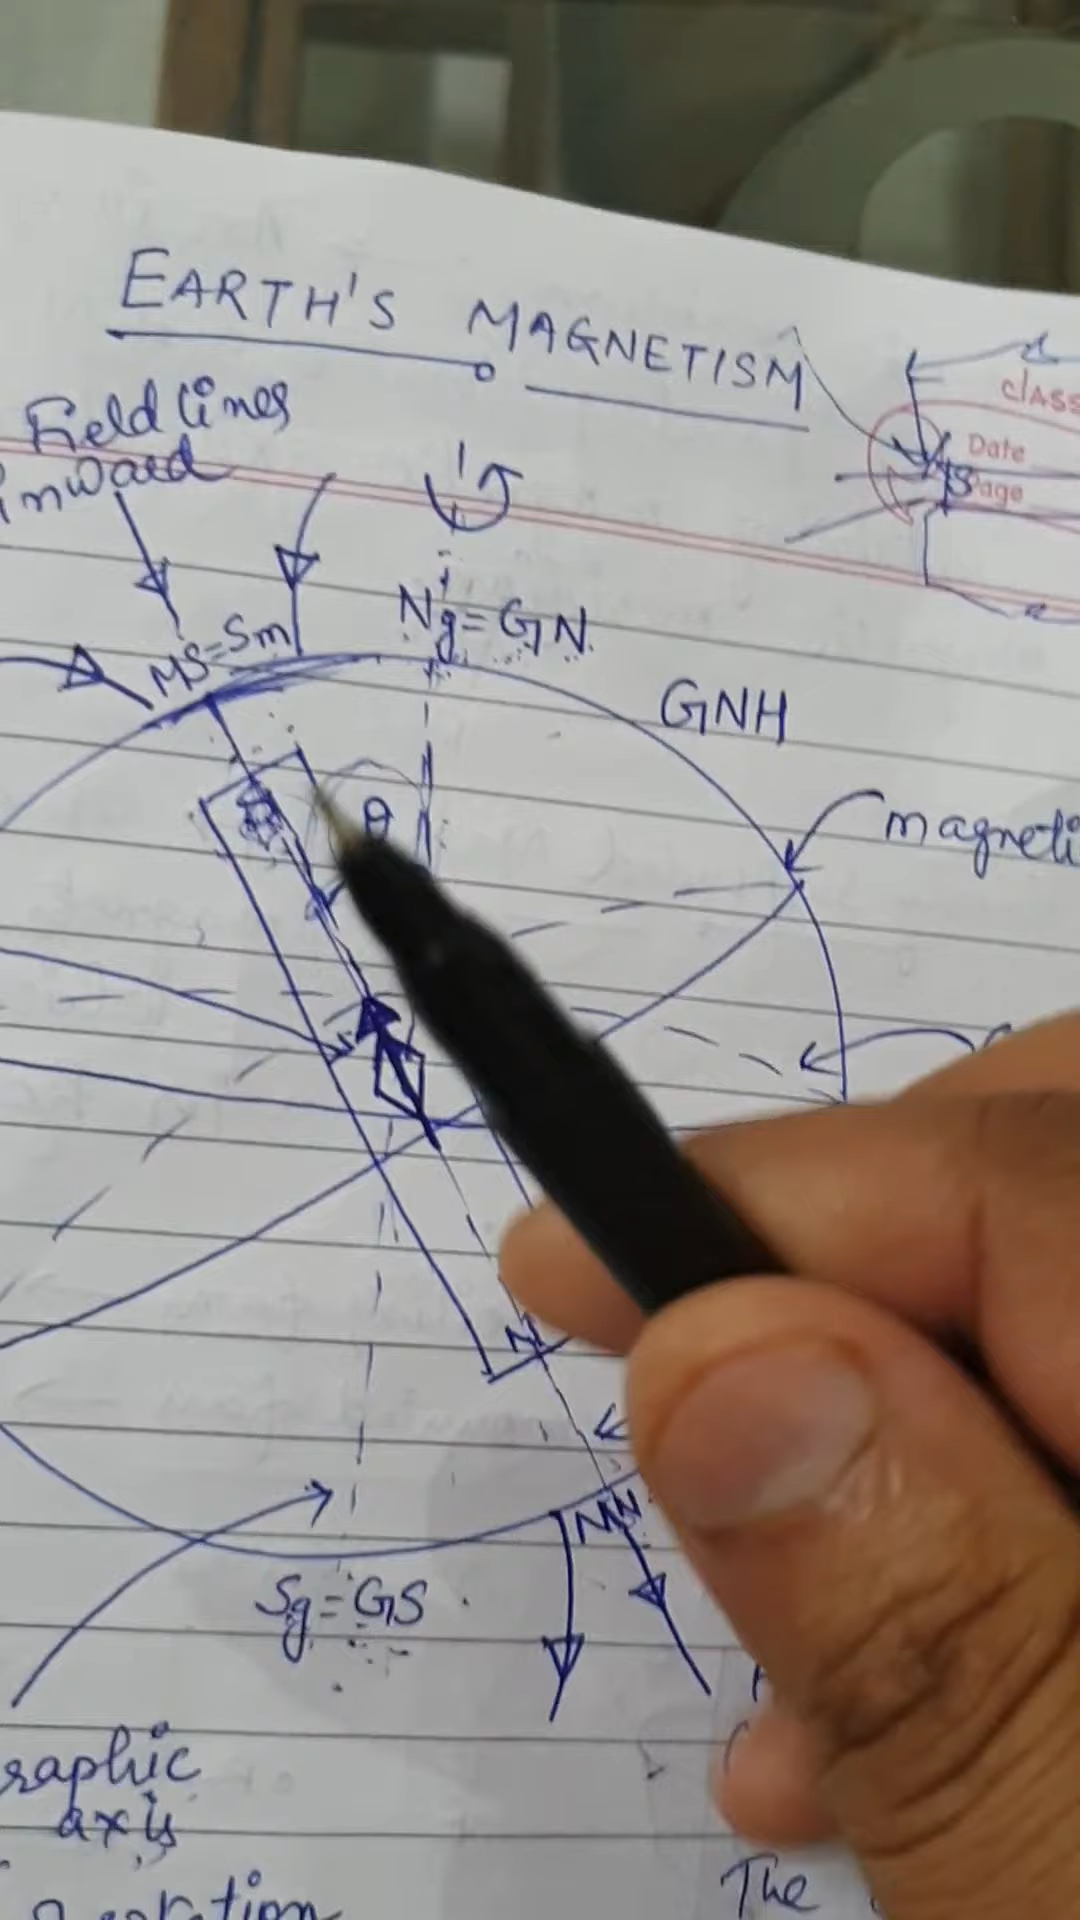 EARTH'S MAGNETISM
CLASS
Date
Page
Field lines
inward
Ng=GN
MS=Sm
GNH
magneti
θ
N
MN
Sg=GS
raphic
axis
The